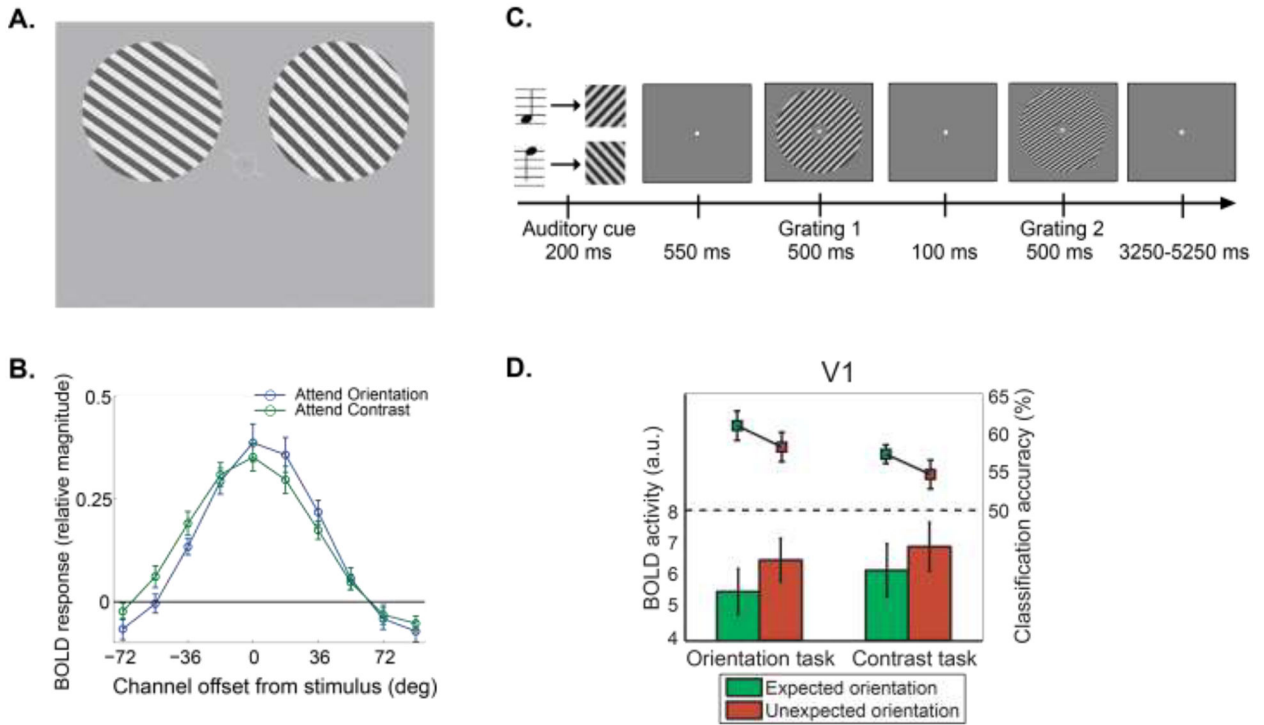 A.
B.
BOLD response (relative magnitude)
0.5
0.25
0
Attend Orientation
Attend Contrast
−72 −36 0 36 72
Channel offset from stimulus (deg)
C.
Auditory cue
200 ms
550 ms
Grating 1
500 ms
100 ms
Grating 2
500 ms
3250-5250 ms
D.
V1
BOLD activity (a.u.)
8
7
6
5
4
65
60
55
50
Classification accuracy (%)
Orientation task Contrast task
Expected orientation
Unexpected orientation